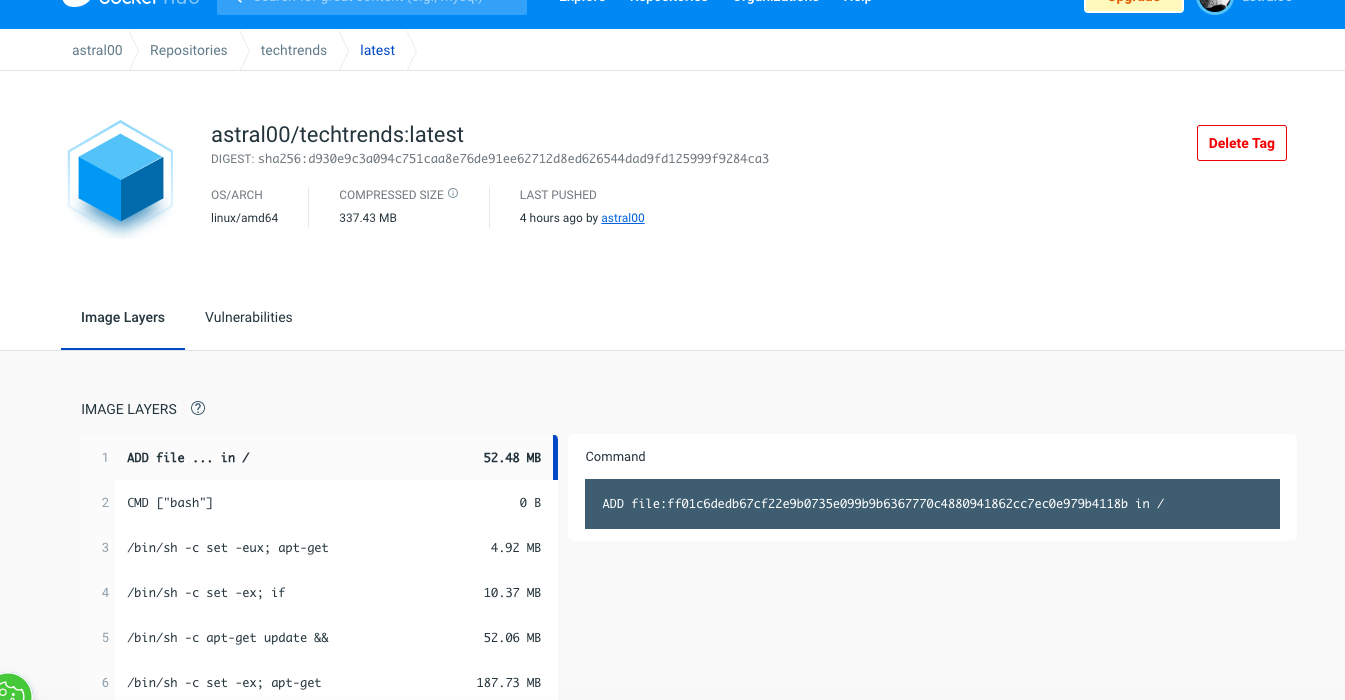 astral00 Repositories techtrends latest
astral00/techtrends:latest
DIGEST: sha256:d930e9c3a094c751caa8e76de91ee62712d8ed626544dad9fd125999f9284ca3
Delete Tag
OS/ARCH
linux/amd64
COMPRESSED SIZE
337.43 MB
LAST PUSHED
4 hours ago by astral00
Image Layers Vulnerabilities
IMAGE LAYERS
1 ADD file ... in / 52.48 MB
2 CMD ["bash"] 0 B
3 /bin/sh -c set -eux; apt-get 4.92 MB
4 /bin/sh -c set -ex; if 10.37 MB
5 /bin/sh -c apt-get update && 52.06 MB
6 /bin/sh -c set -ex; apt-get 187.73 MB
Command
ADD file:ff01c6dedb67cf22e9b0735e099b9b6367770c4880941862cc7ec0e979b4118b in /